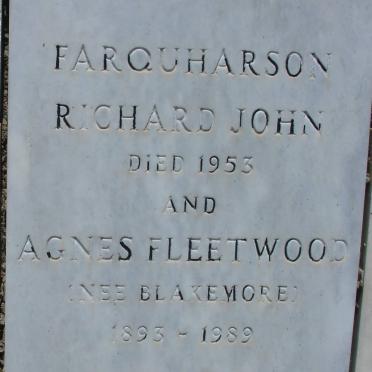 FARQUHARSON
RICHARD JOHN
DIED 1953
AND
AGNES FLEETWOOD
(NEE BLAKEMORE)
1893 - 1989